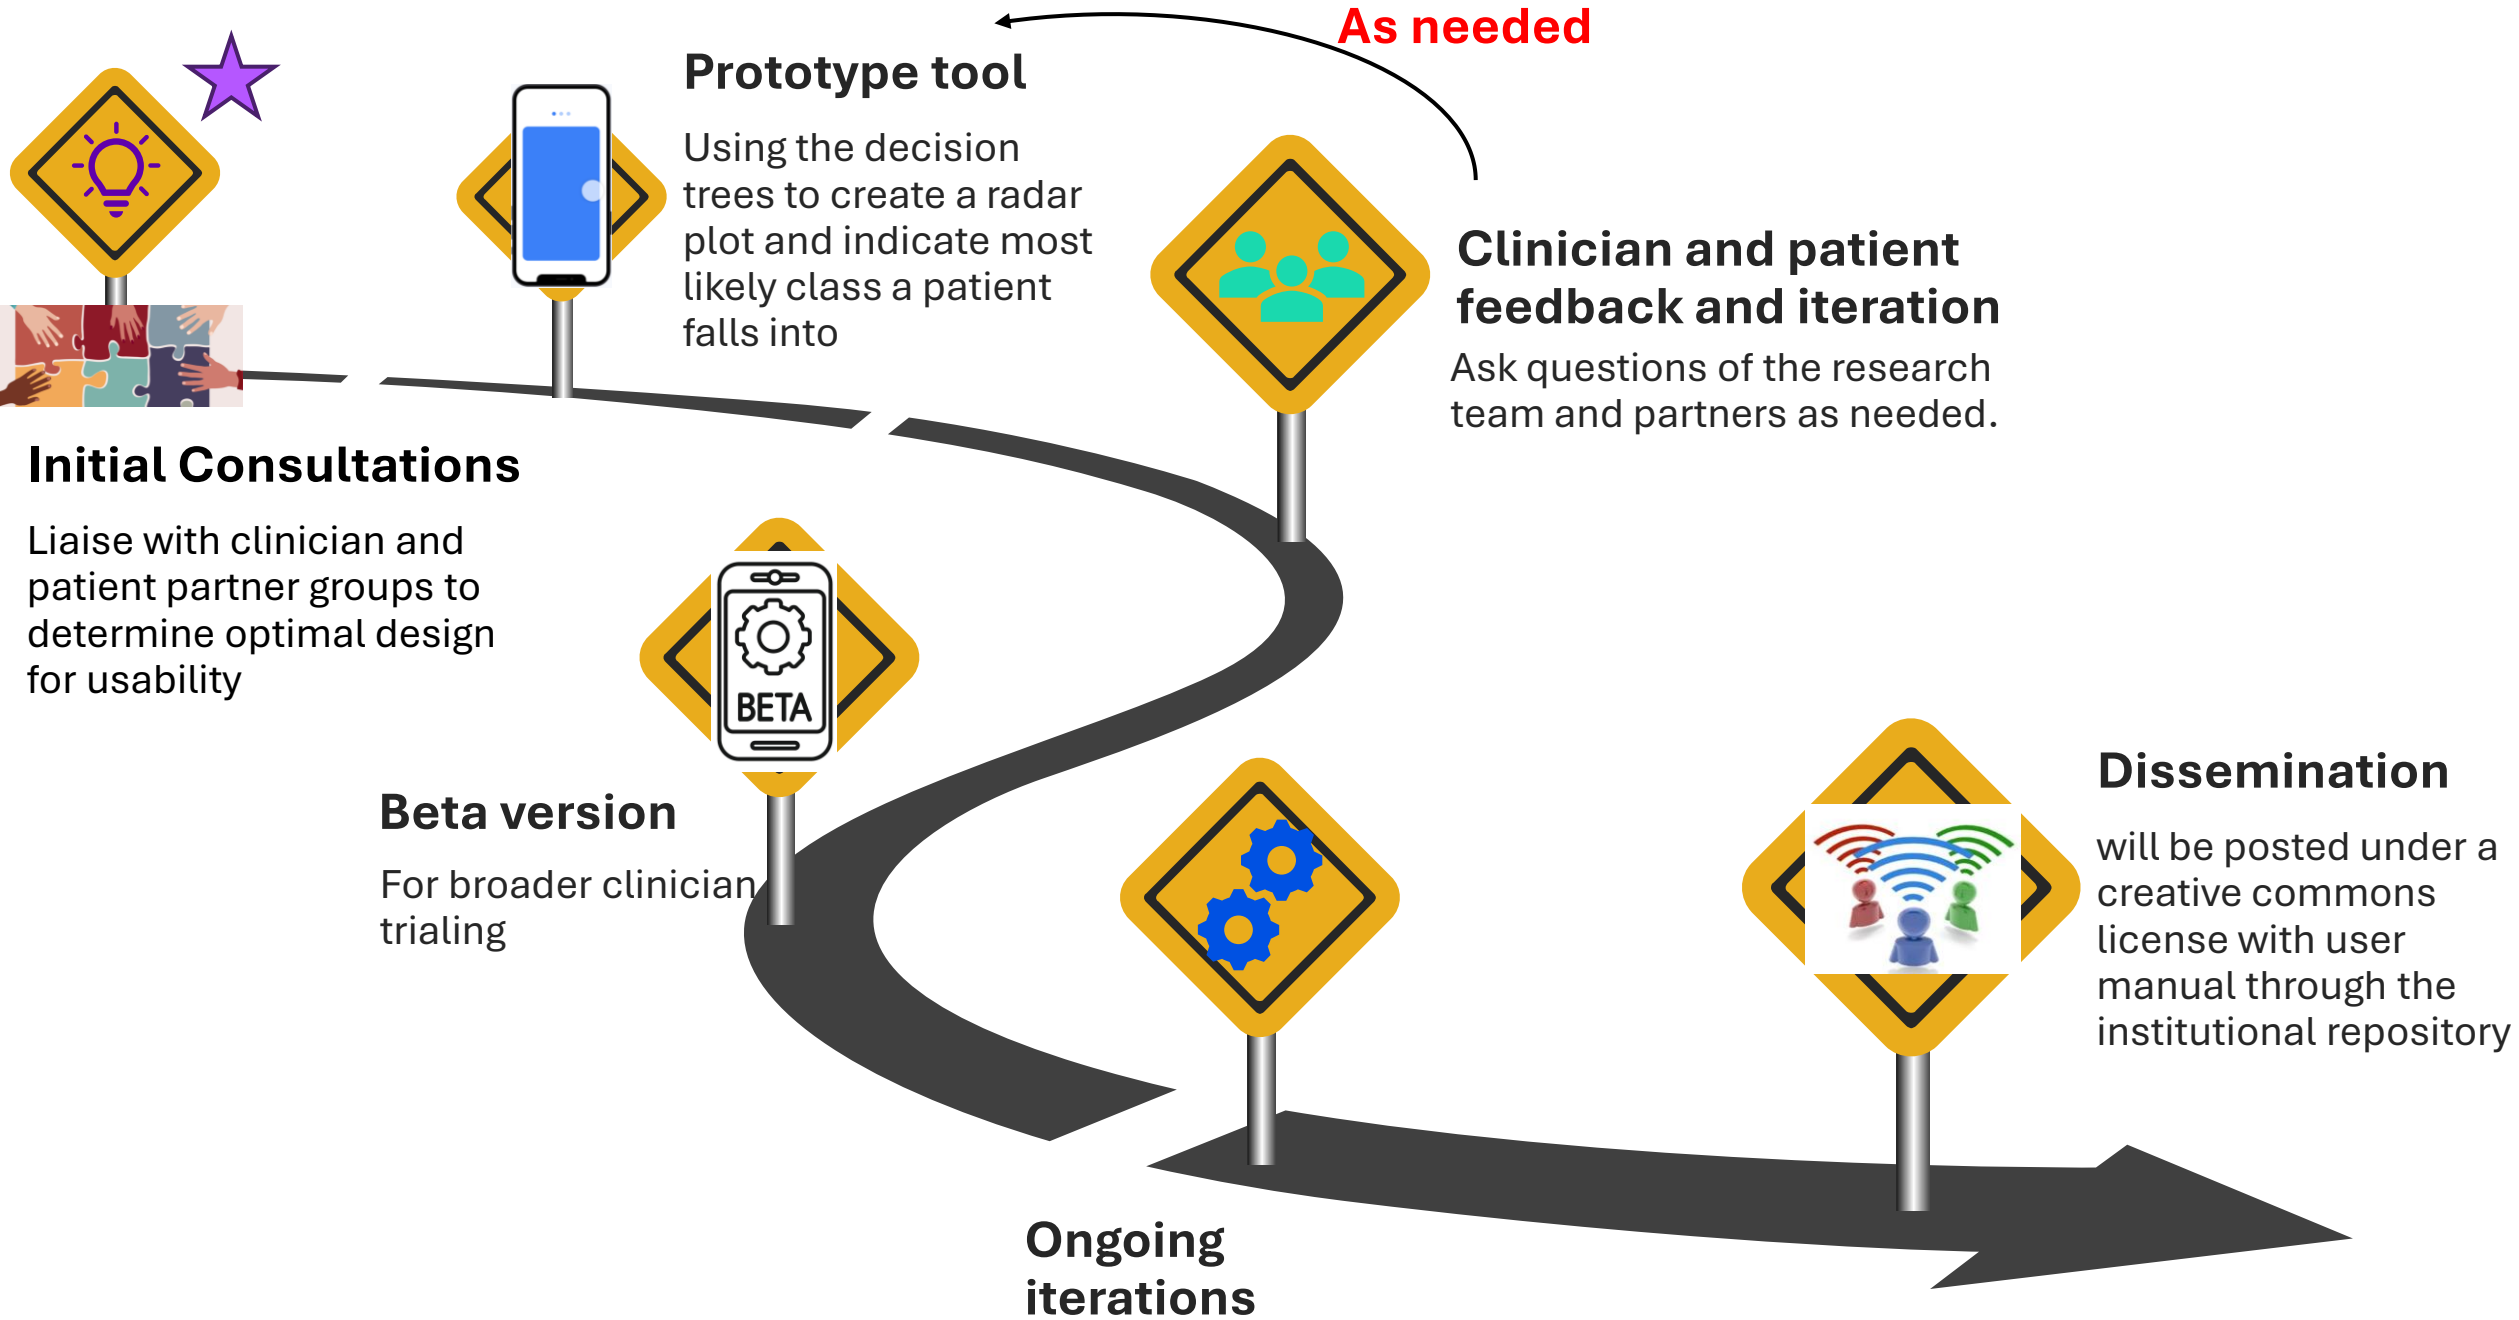 As needed
Prototype tool
Using the decision
trees to create a radar
plot and indicate most
likely class a patient
falls into
Clinician and patient
feedback and iteration
Ask questions of the research
team and partners as needed.
Initial Consultations
Liaise with clinician and
patient partner groups to
determine optimal design
for usability
BETA
Beta version
For broader clinician
trialing
Dissemination
will be posted under a
creative commons
license with user
manual through the
institutional repository
Ongoing
iterations